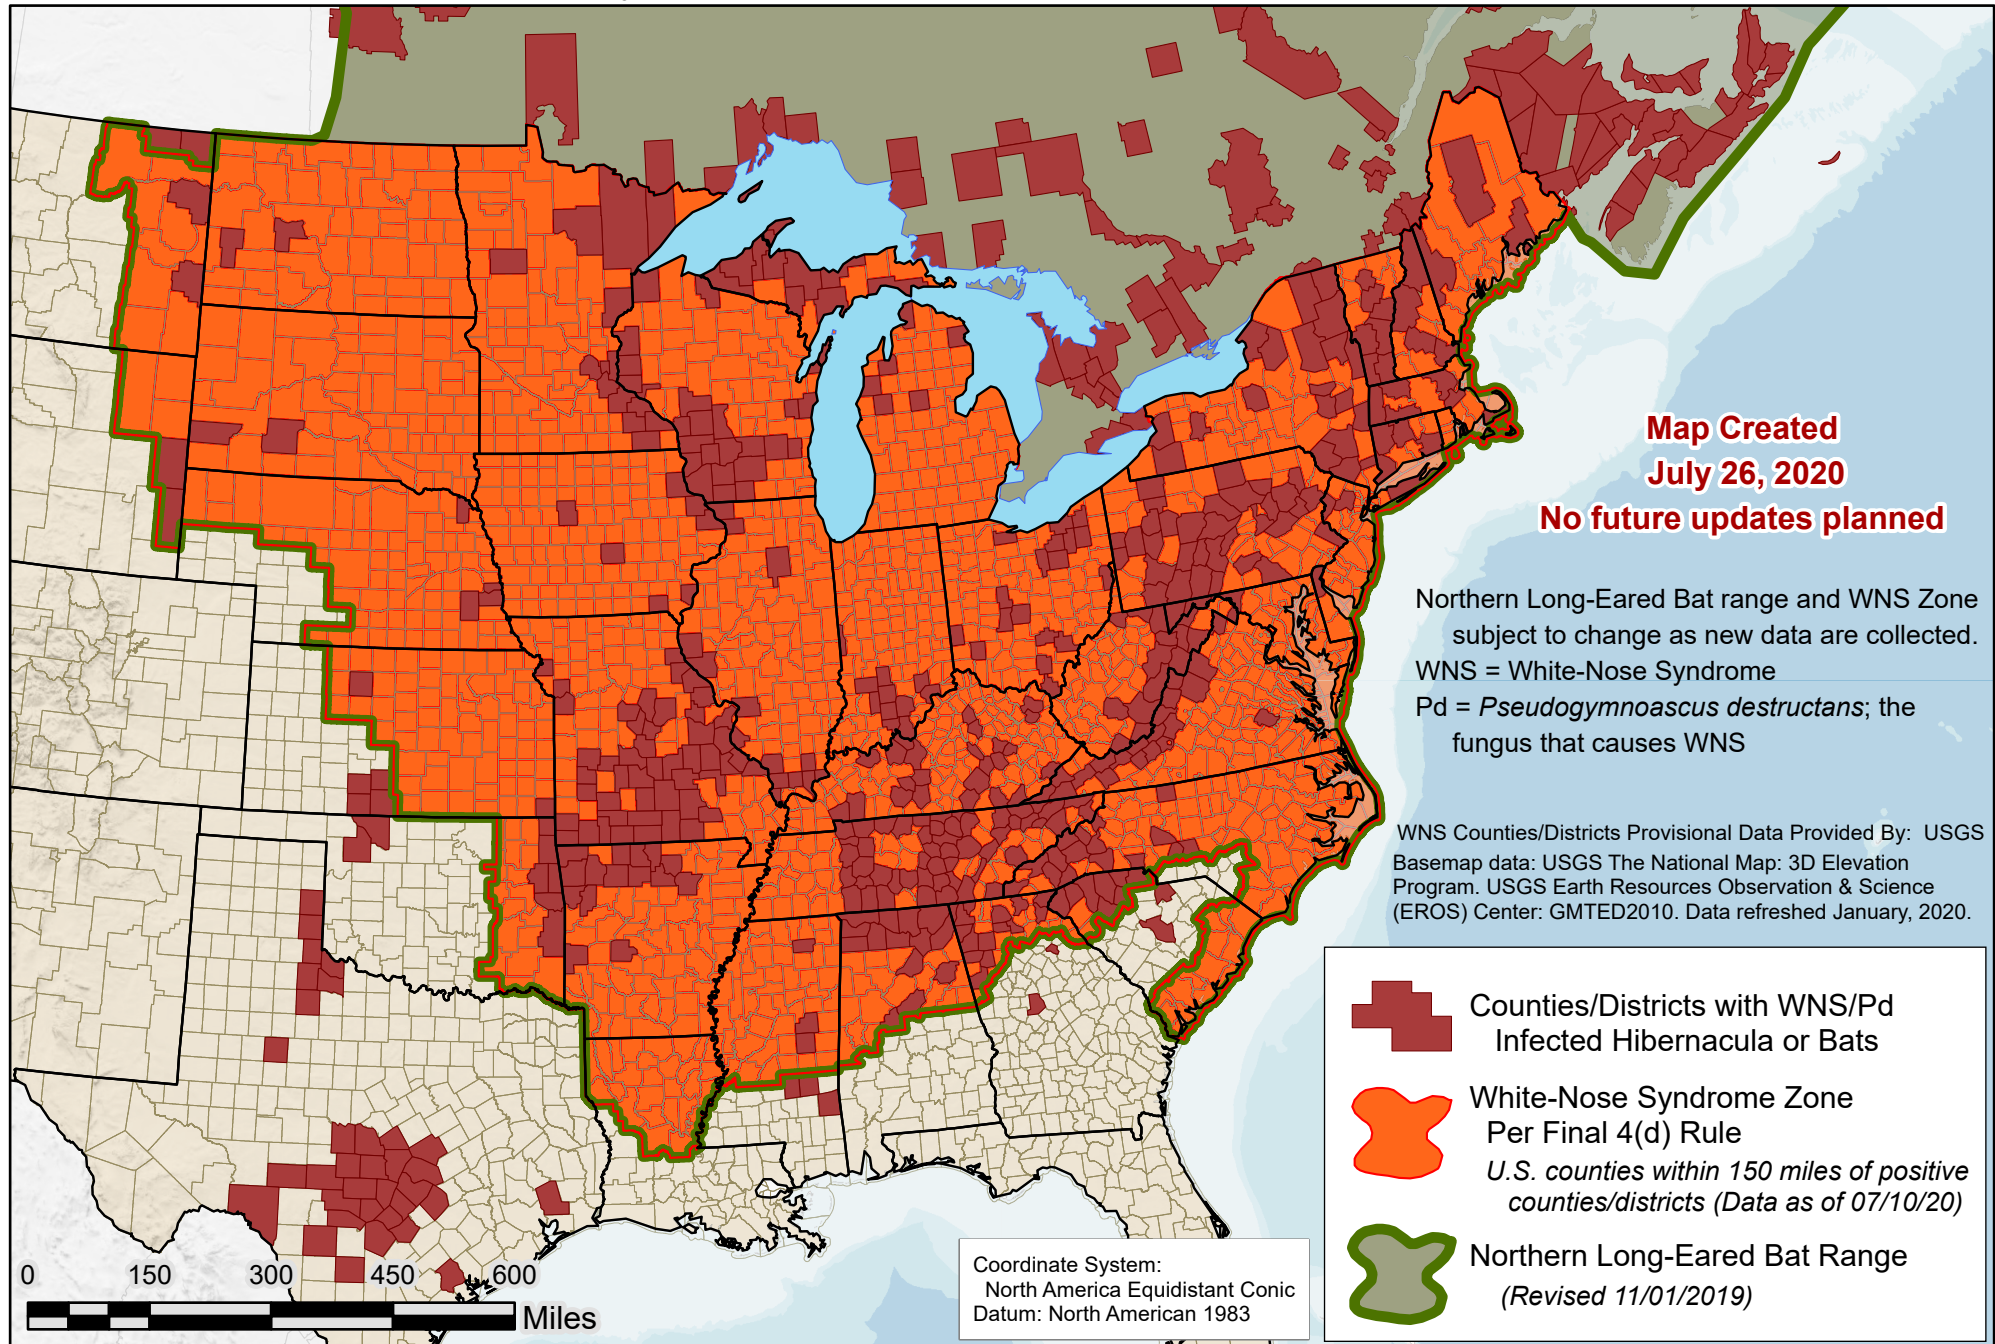 Map Created
July 26, 2020
No future updates planned
Northern Long-Eared Bat range and WNS Zone
subject to change as new data are collected.
WNS = White-Nose Syndrome
Pd = Pseudogymnoascus destructans; the
fungus that causes WNS
WNS Counties/Districts Provisional Data Provided By:  USGS
Basemap data: USGS The National Map: 3D Elevation
Program. USGS Earth Resources Observation & Science
(EROS) Center: GMTED2010. Data refreshed January, 2020.
Counties/Districts with WNS/Pd
Infected Hibernacula or Bats
White-Nose Syndrome Zone
Per Final 4(d) Rule
U.S. counties within 150 miles of positive
counties/districts (Data as of 07/10/20)
Northern Long-Eared Bat Range
(Revised 11/01/2019)
Coordinate System:
North America Equidistant Conic
Datum: North American 1983
0 150 300 450 600
Miles